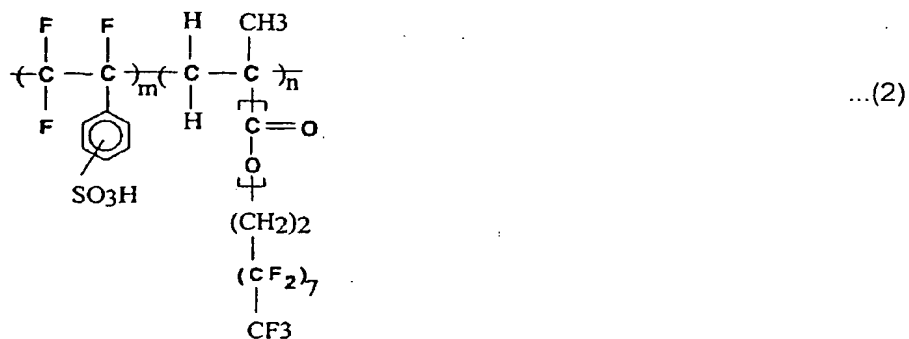 F F H CH3
( C — C )m ( C — C )n
F H C = O ...(2)
O
SO3H
(CH2)2
(CF2)7
CF3